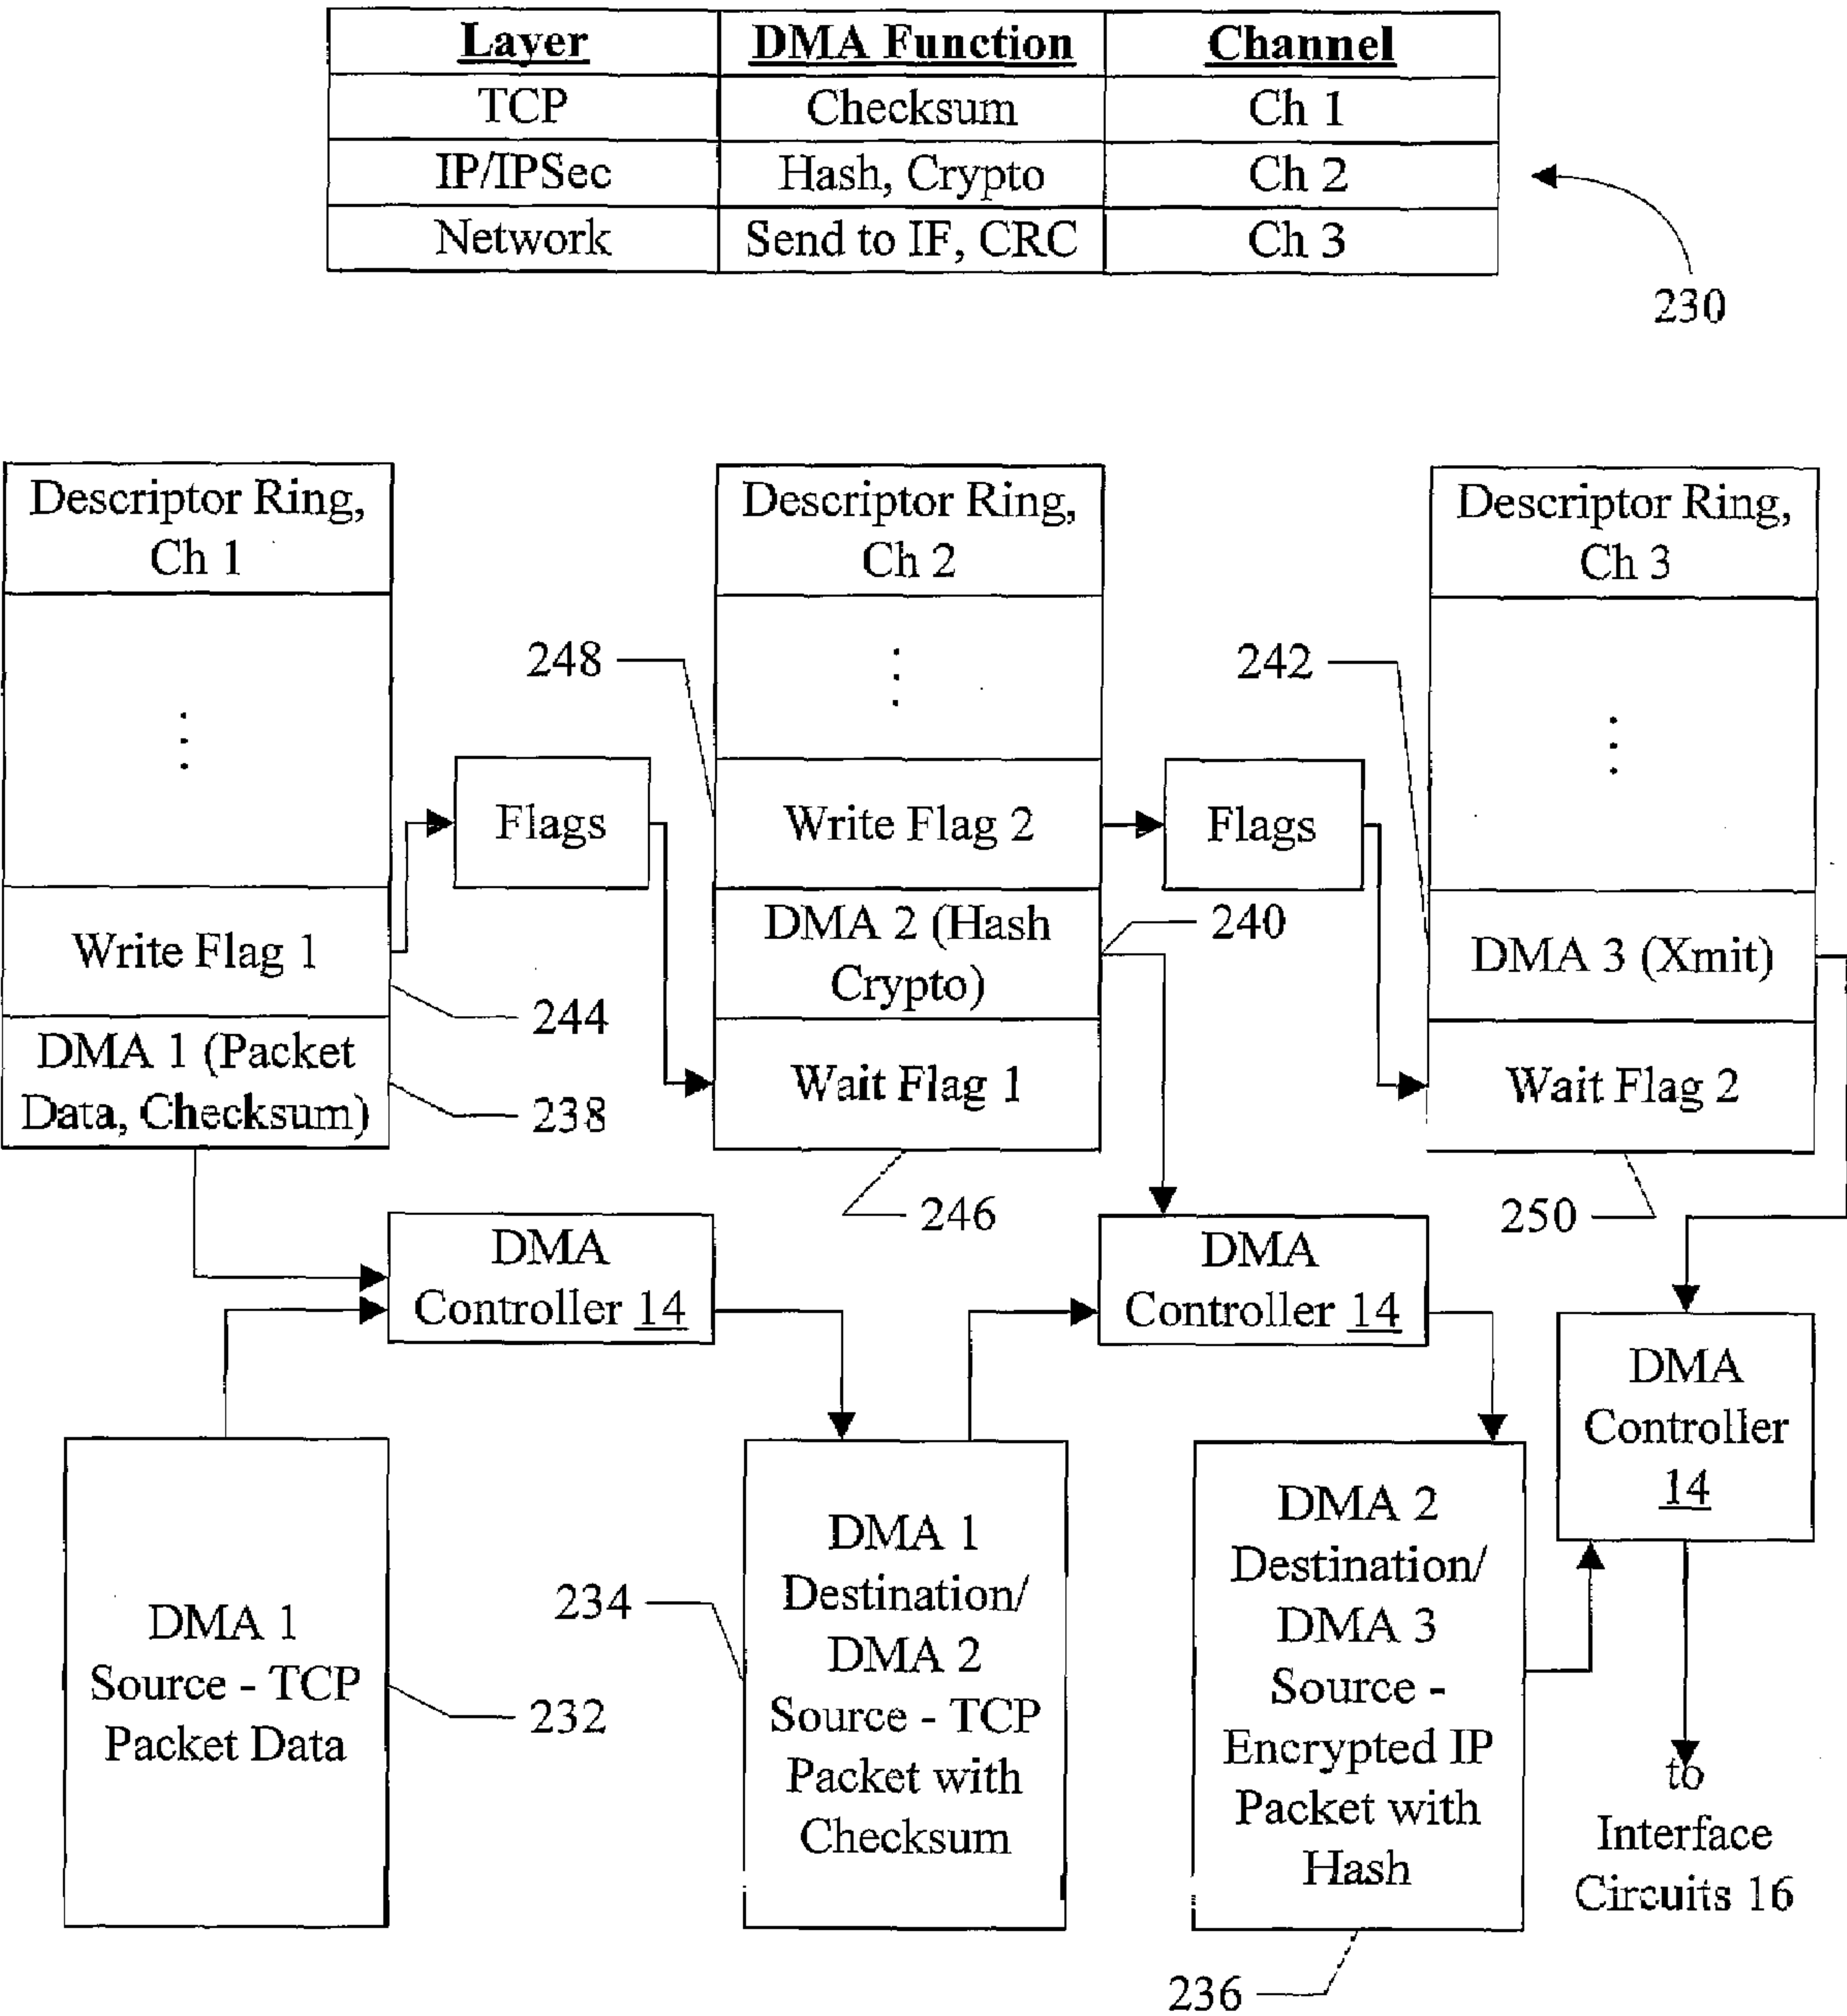 Layer DMA Function Channel
TCP Checksum Ch 1
IP/IPSec Hash, Crypto Ch 2
Network Send to IF, CRC Ch 3
230
Descriptor Ring,
Ch 1
Write Flag 1
244
DMA 1 (Packet
Data, Checksum)
238
Flags
248
Descriptor Ring,
Ch 2
Write Flag 2
DMA 2 (Hash
Crypto)
240
Wait Flag 1
246
Flags
242
Descriptor Ring,
Ch 3
DMA 3 (Xmit)
Wait Flag 2
250
DMA
Controller 14
DMA
Controller 14
DMA
Controller
14
DMA 1
Source - TCP
Packet Data
232
234
DMA 1
Destination/
DMA 2
Source - TCP
Packet with
Checksum
DMA 2
Destination/
DMA 3
Source -
Encrypted IP
Packet with
Hash
236
to
Interface
Circuits 16